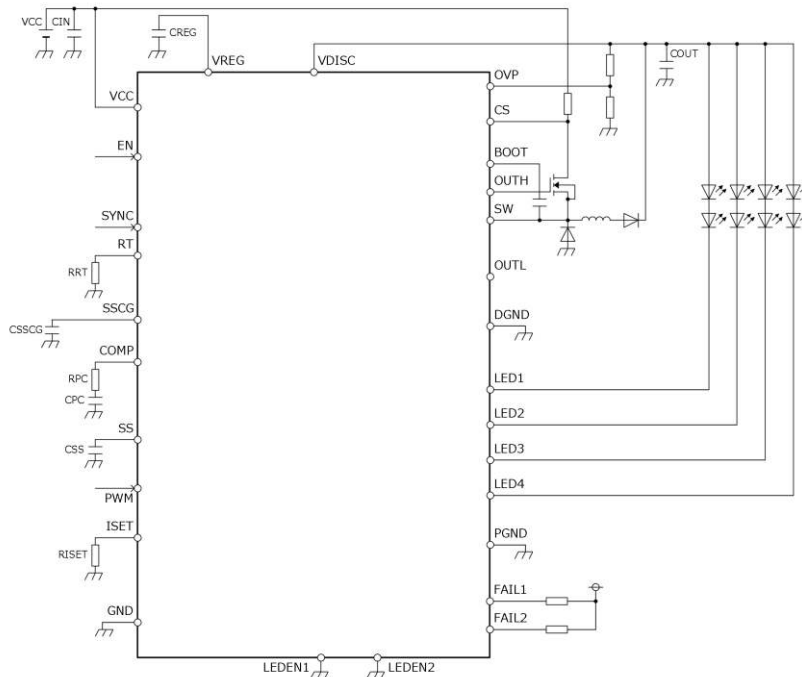 VCC
CIN
CREG
VREG
VDISC
COUT
OVP
VCC
CS
EN
BOOT
OUTH
SYNC
SW
RT
RRT
OUTL
SSCG
CSSCG
DGND
COMP
RPC
CPC
LED1
SS
CSS
LED2
LED3
PWM
LED4
ISET
RISET
PGND
FAIL1
GND
FAIL2
LEDEN1
LEDEN2